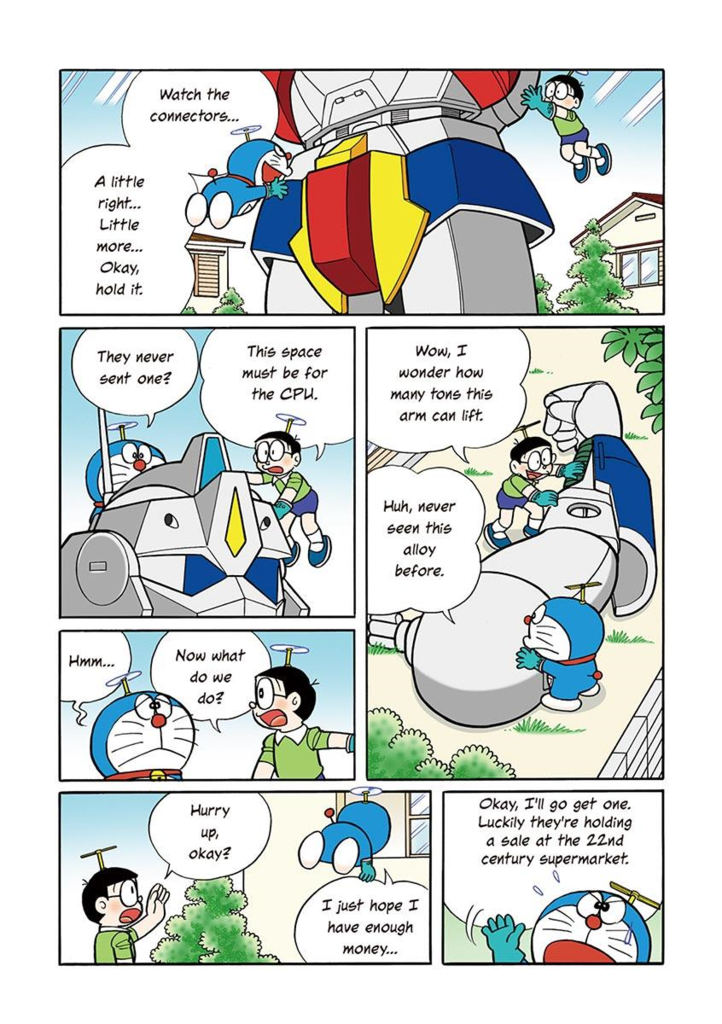 Watch the
connectors...
A little
right...
Little
more...
Okay,
hold it.
Wow, I
wonder how
many tons this
arm can lift.
Huh, never
seen this
alloy
before.
This space
must be for
the CPU.
They never
sent one?
Now what
do we
do?
Hmm...
Okay, I'll go get one.
Luckily they're holding
a sale at the 22nd
century supermarket.
Hurry
up,
okay?
I just hope I
have enough
money...